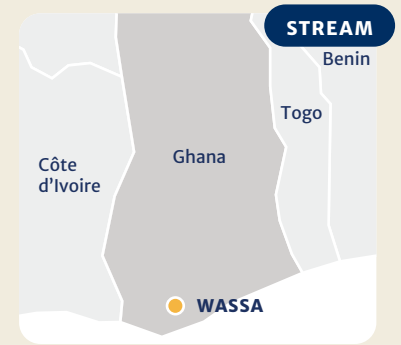 STREAM
Benin
Togo
Ghana
Côte
d’Ivoire
WASSA